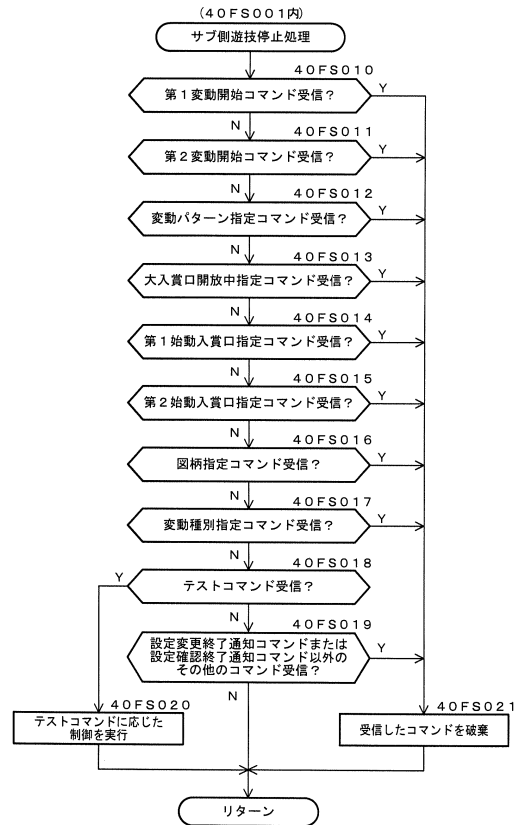 (40FS001内)
サブ側遊技停止処理
40FS010
第1変動開始コマンド受信？
Y
N
40FS011
第2変動開始コマンド受信？
Y
N
40FS012
変動パターン指定コマンド受信？
Y
N
40FS013
大入賞口開放中指定コマンド受信？
Y
N
40FS014
第1始動入賞口指定コマンド受信？
Y
N
40FS015
第2始動入賞口指定コマンド受信？
Y
N
40FS016
図柄指定コマンド受信？
Y
N
40FS017
変動種別指定コマンド受信？
Y
N
40FS018
Y
テストコマンド受信？
N
40FS019
設定変更終了通知コマンドまたは
設定確認終了通知コマンド以外の
その他のコマンド受信？
Y
N
40FS020
テストコマンドに応じた
制御を実行
40FS021
受信したコマンドを破棄
リターン